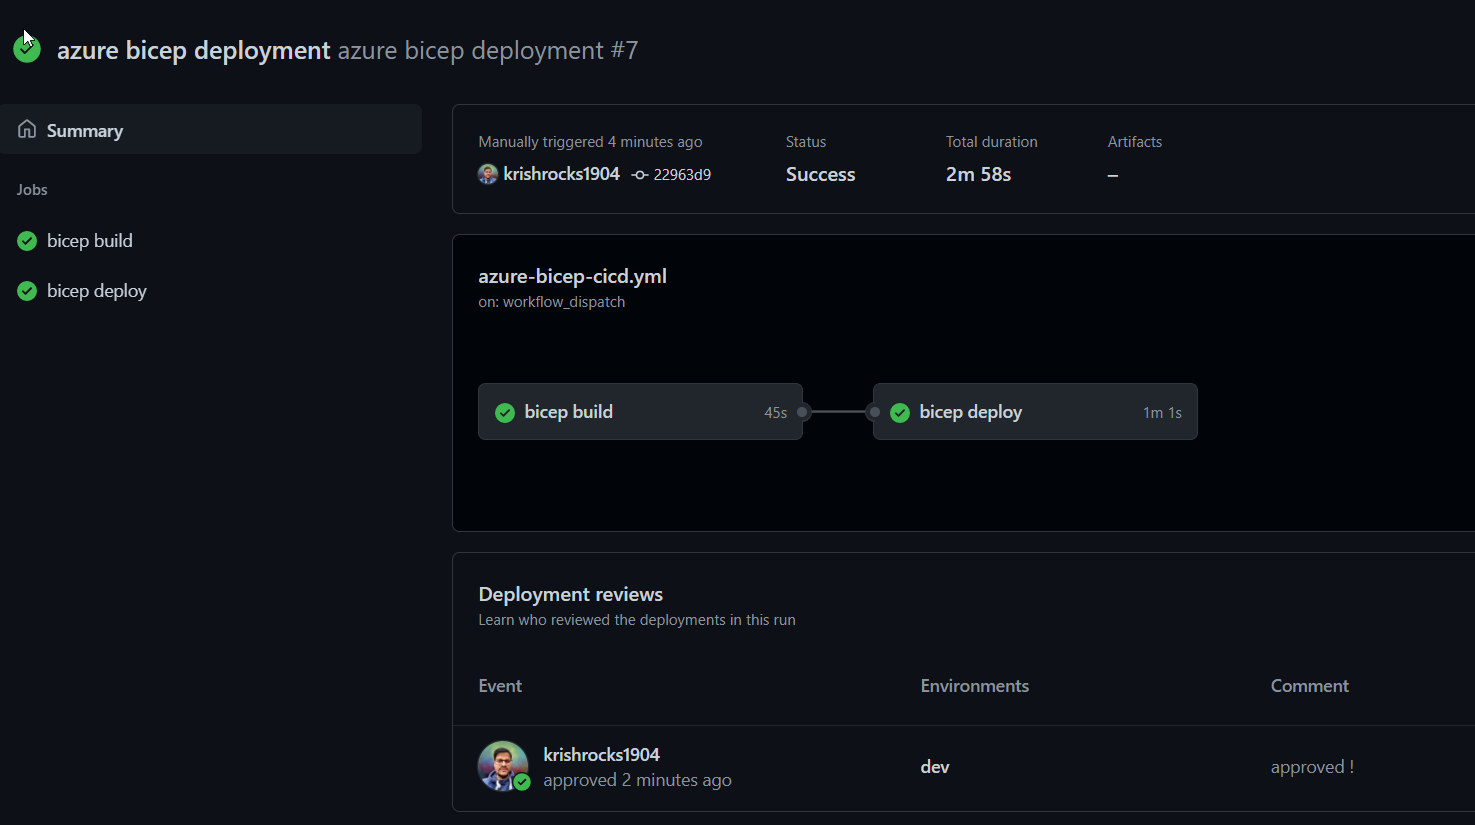 azure bicep deployment azure bicep deployment #7
Summary
Jobs
bicep build
bicep deploy
Manually triggered 4 minutes ago
krishrocks1904 22963d9
Status
Success
Total duration
2m 58s
Artifacts
–
azure-bicep-cicd.yml
on: workflow_dispatch
bicep build 45s
bicep deploy 1m 1s
Deployment reviews
Learn who reviewed the deployments in this run
Event Environments Comment
krishrocks1904
approved 2 minutes ago
dev
approved !